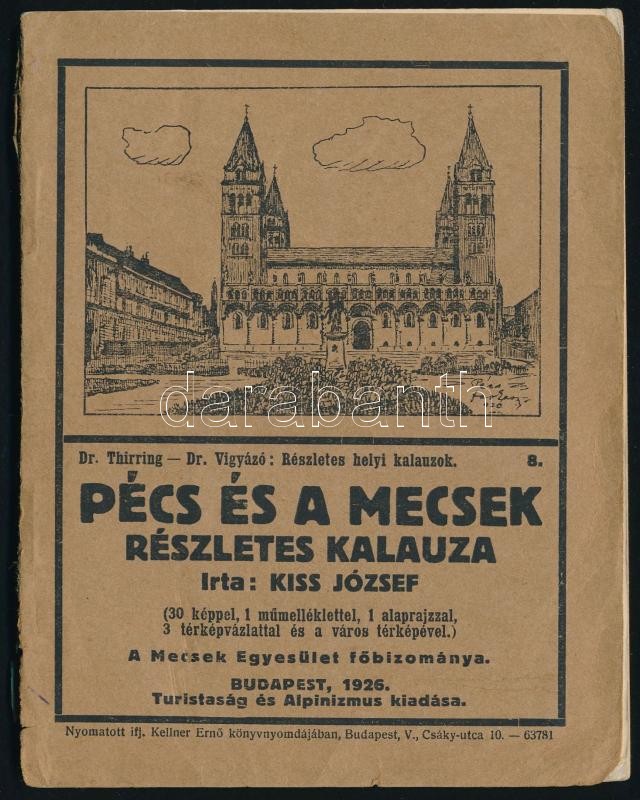 darabanth
Dr. Thirring — Dr. Vigyázó: Részletes helyi kalauzok. 8.
PÉCS ÉS A MECSEK
RÉSZLETES KALAUZA
Irta: KISS JÓZSEF
(30 képpel, 1 műmelléklettel, 1 alaprajzzal,
3 térképvázlattal és a város térképével.)
A Mecsek Egyesület főbizománya.
BUDAPEST, 1926.
Turistaság és Alpinizmus kiadása.
Nyomatott ifj. Kellner Ernő könyvnyomdájában, Budapest, V., Csáky-utca 10. — 63781